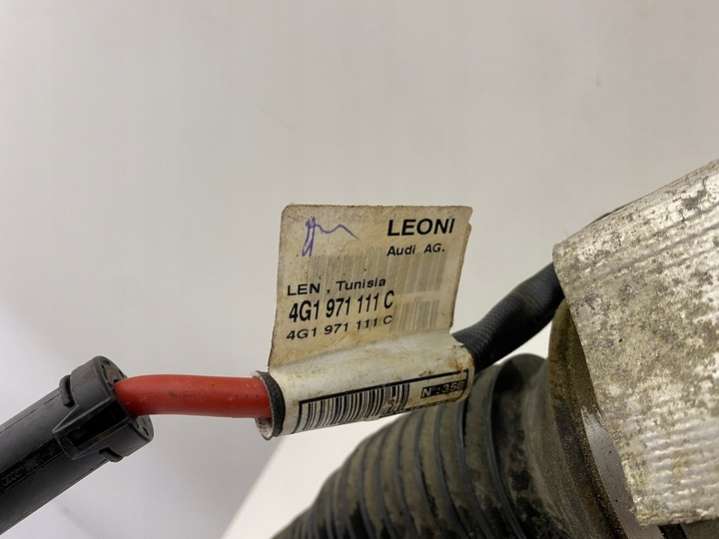 LEONI
Audi AG.
LEN , Tunisia
4G1 971 111 C
4G1 971 111 C